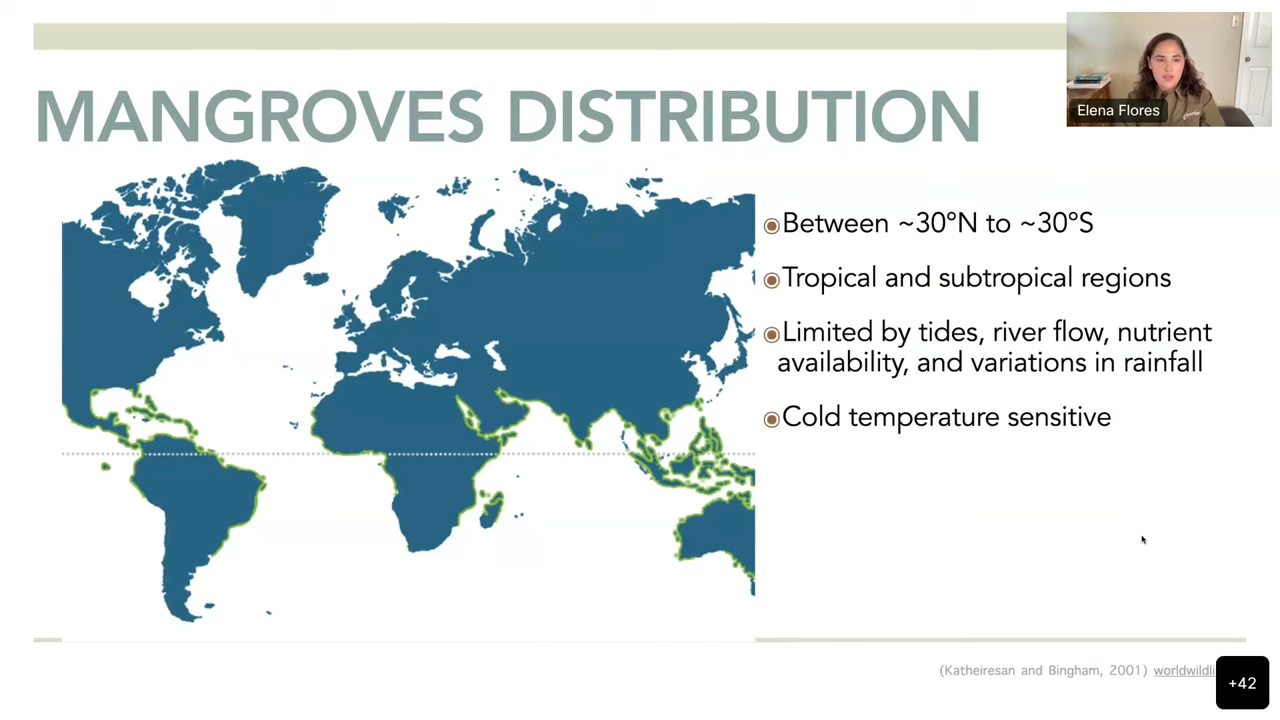 Elena Flores
MANGROVES DISTRIBUTION
Between ~30°N to ~30°S
Tropical and subtropical regions
Limited by tides, river flow, nutrient
availability, and variations in rainfall
Cold temperature sensitive
(Katheiresan and Bingham, 2001)
+42